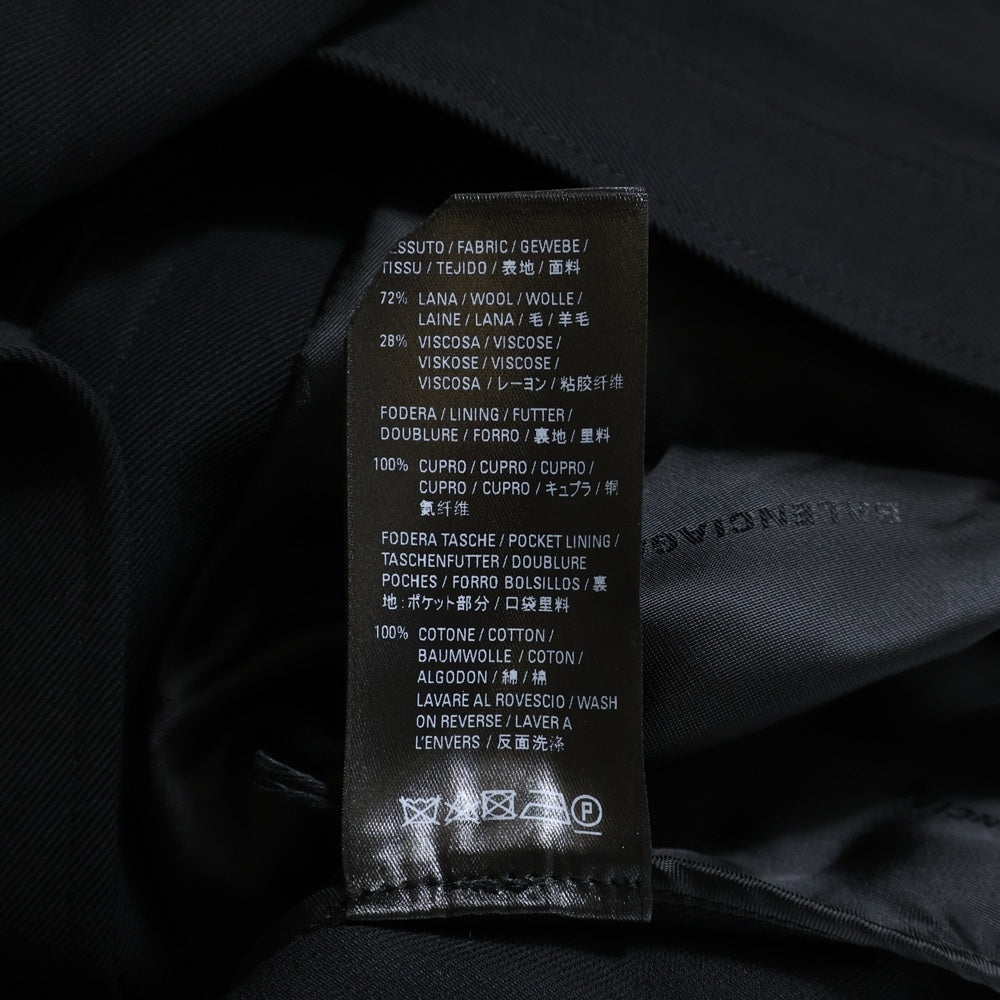 ESSUTO / FABRIC / GEWEBE /
TISSU / TEJIDO / 表地 / 面料
72% LANA / WOOL / WOLLE /
LAINE / LANA / 毛 / 羊毛
28% VISCOSA / VISCOSE /
VISKOSE / VISCOSE /
VISCOSA / レーヨン / 粘胶纤维
FODERA / LINING / FUTTER /
DOUBLURE / FORRO / 裏地 / 里料
100% CUPRO / CUPRO / CUPRO /
CUPRO / CUPRO / キュプラ / 铜
氨纤维
FODERA TASCHE / POCKET LINING /
TASCHENFUTTER / DOUBLURE
POCHES / FORRO BOLSILLOS / 裏
地:ポケット部分 / 口袋里料
100% COTONE / COTTON /
BAUMWOLLE / COTON /
ALGODON / 綿 / 棉
LAVARE AL ROVESCIO / WASH
ON REVERSE / LAVER A
L'ENVERS / 反面洗涤
P
BALENCIAG